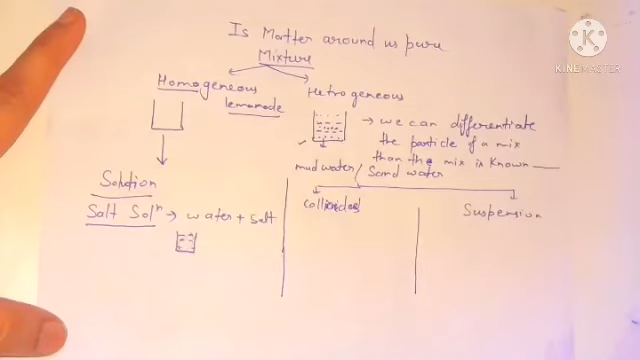 Is Matter around us pure
Mixture
Homogeneous
Hetrogeneous
lemonade
→ we can differentiate
the particle of a mix
than the mix is known
mud water / Sand water
Solution
Salt Solⁿ → water + salt
Suspension
K
KINEMASTER